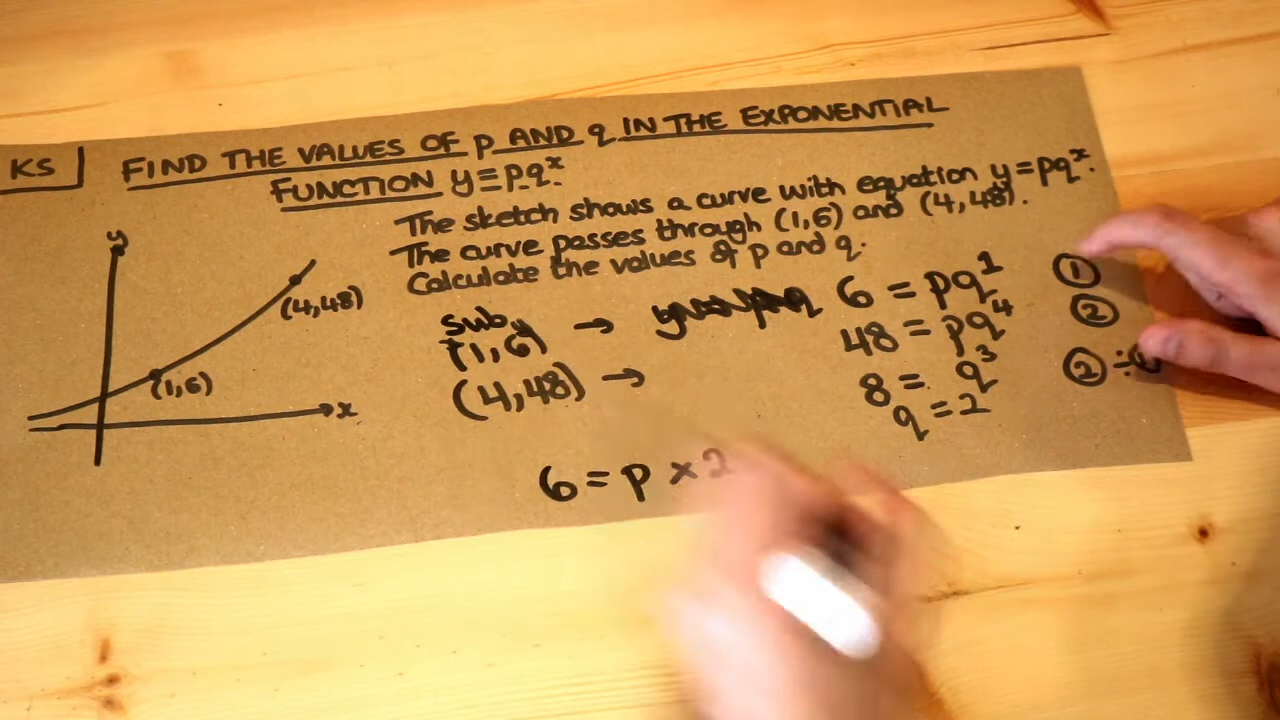 KS
FIND THE VALUES OF p AND q IN THE EXPONENTIAL
FUNCTION y = pq^x.
The sketch shows a curve with equation y=pq^x.
The curve passes through (1,6) and (4,48).
Calculate the values of p and q.
y
(4,48)
(1,6)
x
sub
(1,6) →
(4,48) →
6 = pq^1 ①
48 = pq^4 ②
8 = q^3 ② ÷ ①
q = 2
6 = p × 2